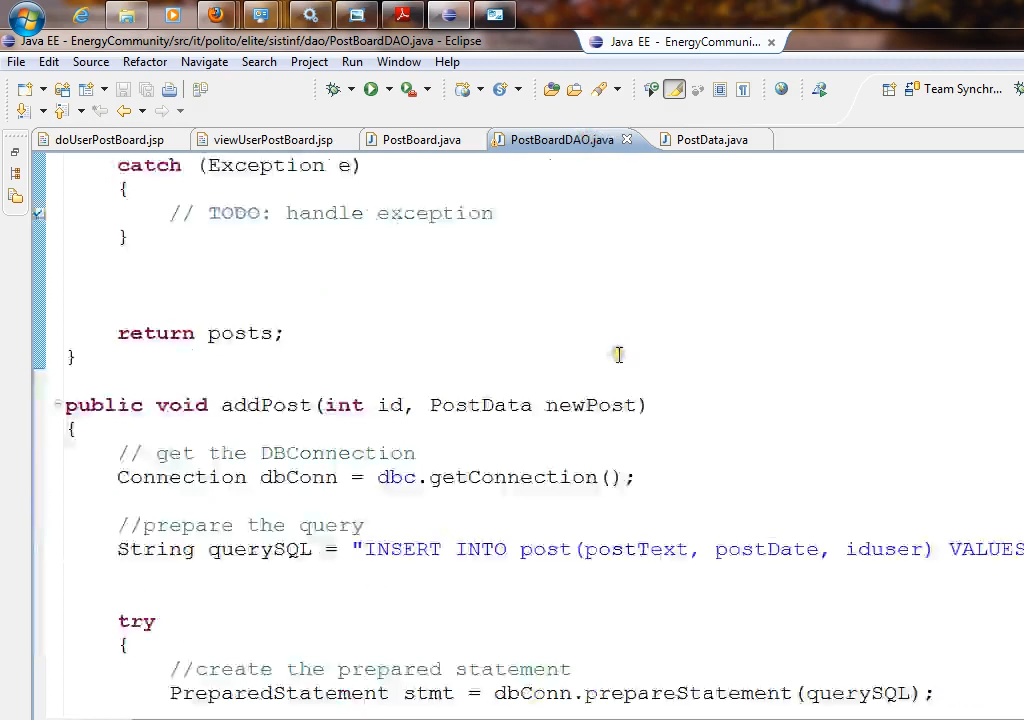 Java EE - EnergyCommunity/src/it/polito/elite/sistinf/dao/PostBoardDAO.java - Eclipse
Java EE - EnergyCommuni...
File Edit Source Refactor Navigate Search Project Run Window Help
Team Synchr...
doUserPostBoard.jsp viewUserPostBoard.jsp PostBoard.java PostBoardDAO.java PostData.java
catch (Exception e)
{
// TODO: handle exception
}
return posts;
}
public void addPost(int id, PostData newPost)
{
// get the DBConnection
Connection dbConn = dbc.getConnection();
//prepare the query
String querySQL = "INSERT INTO post(postText, postDate, iduser) VALUES
try
{
//create the prepared statement
PreparedStatement stmt = dbConn.prepareStatement(querySQL);